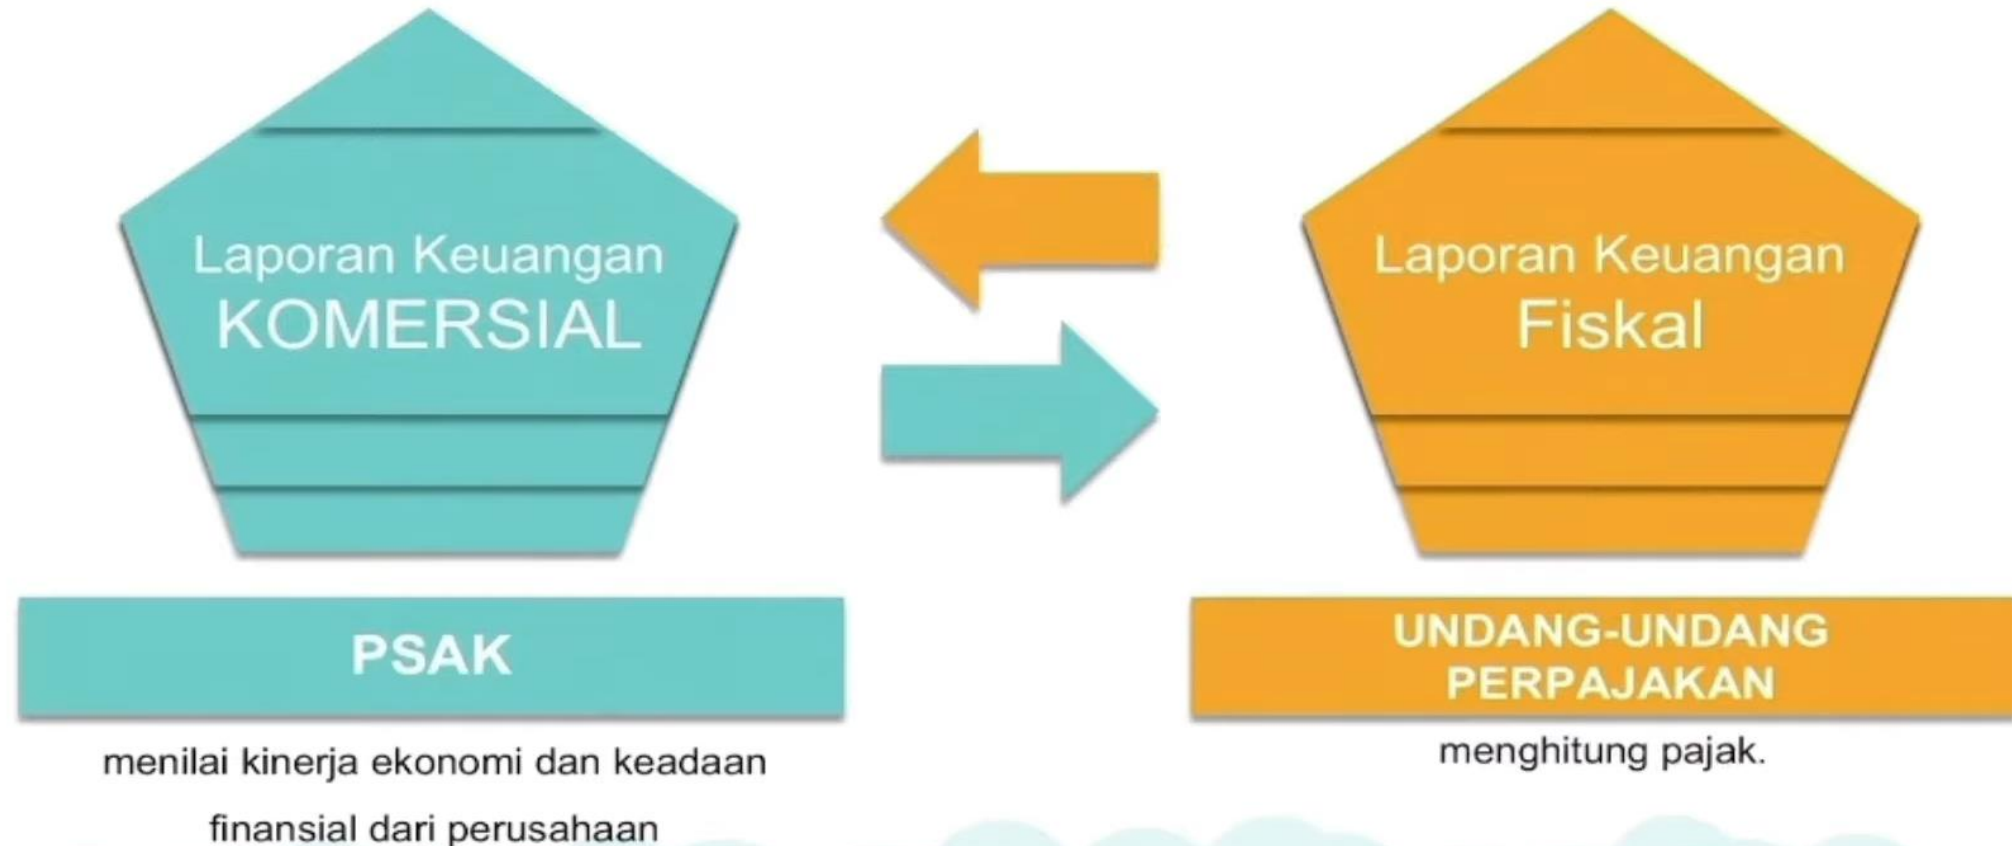 Laporan Keuangan
KOMERSIAL
Laporan Keuangan
Fiskal
PSAK
UNDANG-UNDANG
PERPAJAKAN
menilai kinerja ekonomi dan keadaan
finansial dari perusahaan
menghitung pajak.